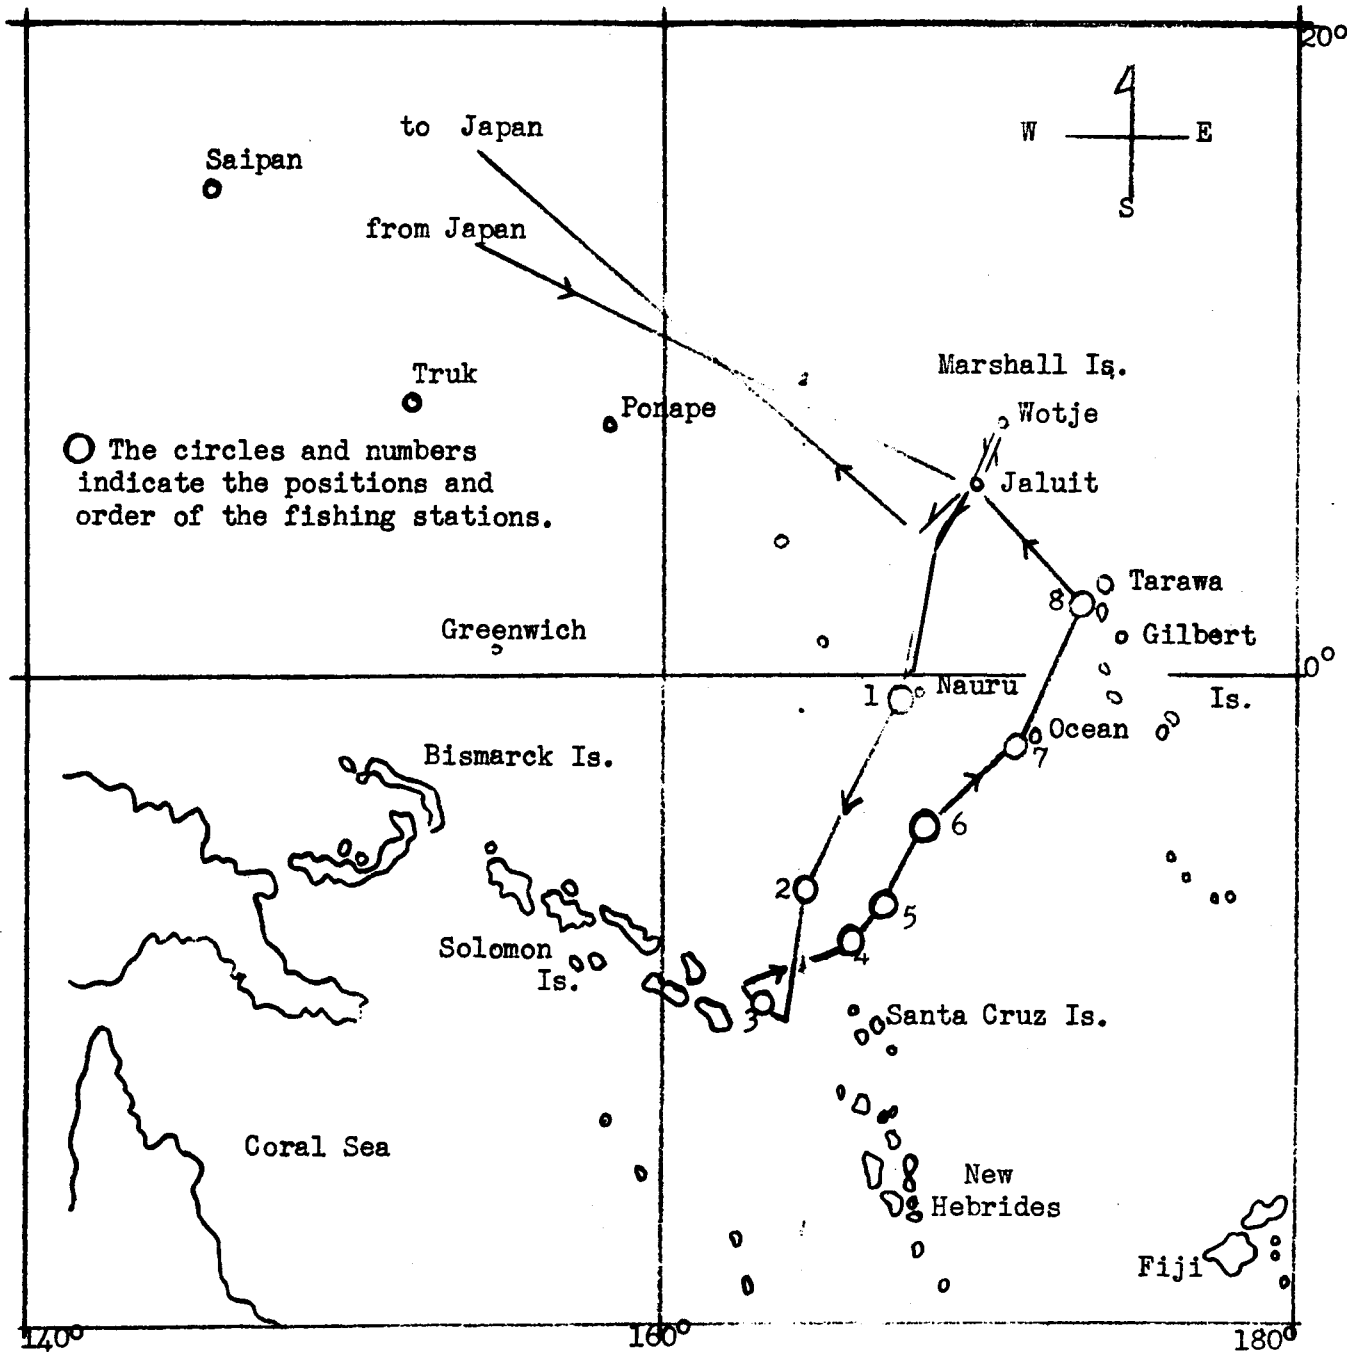 20°
to Japan
W E
Saipan
S
from Japan
Marshall Is.
Truk
Ponape
Wotje
The circles and numbers
indicate the positions and
order of the fishing stations.
Jaluit
Tarawa
8
Greenwich
Gilbert
0°
1
Nauru
Is.
Ocean
7
Bismarck Is.
6
2
5
4
Solomon
Is.
3
Santa Cruz Is.
Coral Sea
New
Hebrides
Fiji
140° 160° 180°